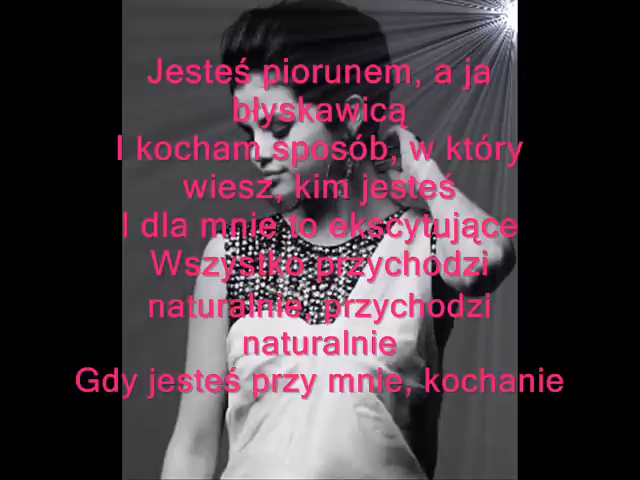 Jesteś piorunem, a ja
błyskawicą
I kocham sposób, w który
wiesz, kim jesteś
I dla mnie to ekscytujące
Wszystko przychodzi
naturalnie, przychodzi
naturalnie
Gdy jesteś przy mnie, kochanie